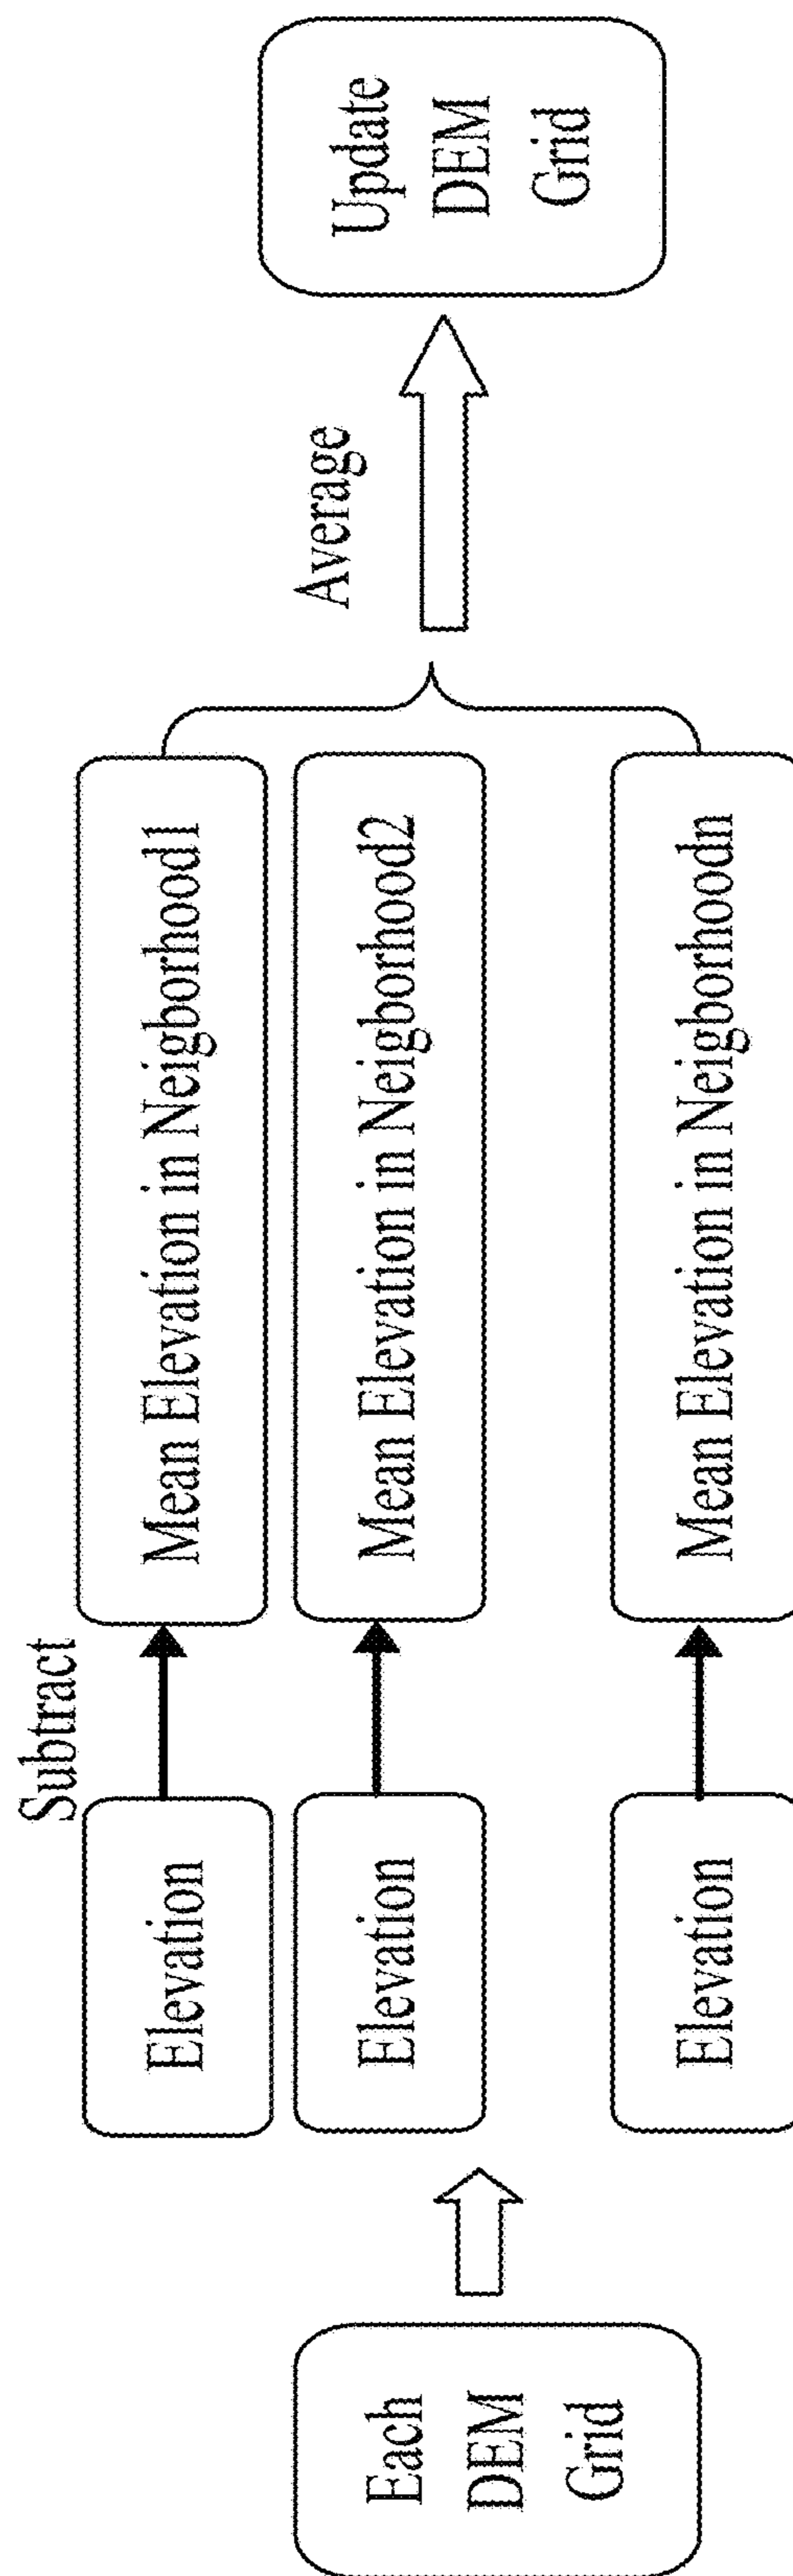 Each
DEM
Grid
Subtract
Elevation
Elevation
Elevation
Mean Elevation in Neigborhood1
Mean Elevation in Neigborhood2
Mean Elevation in Neigborhoodn
Average
Update
DEM
Grid